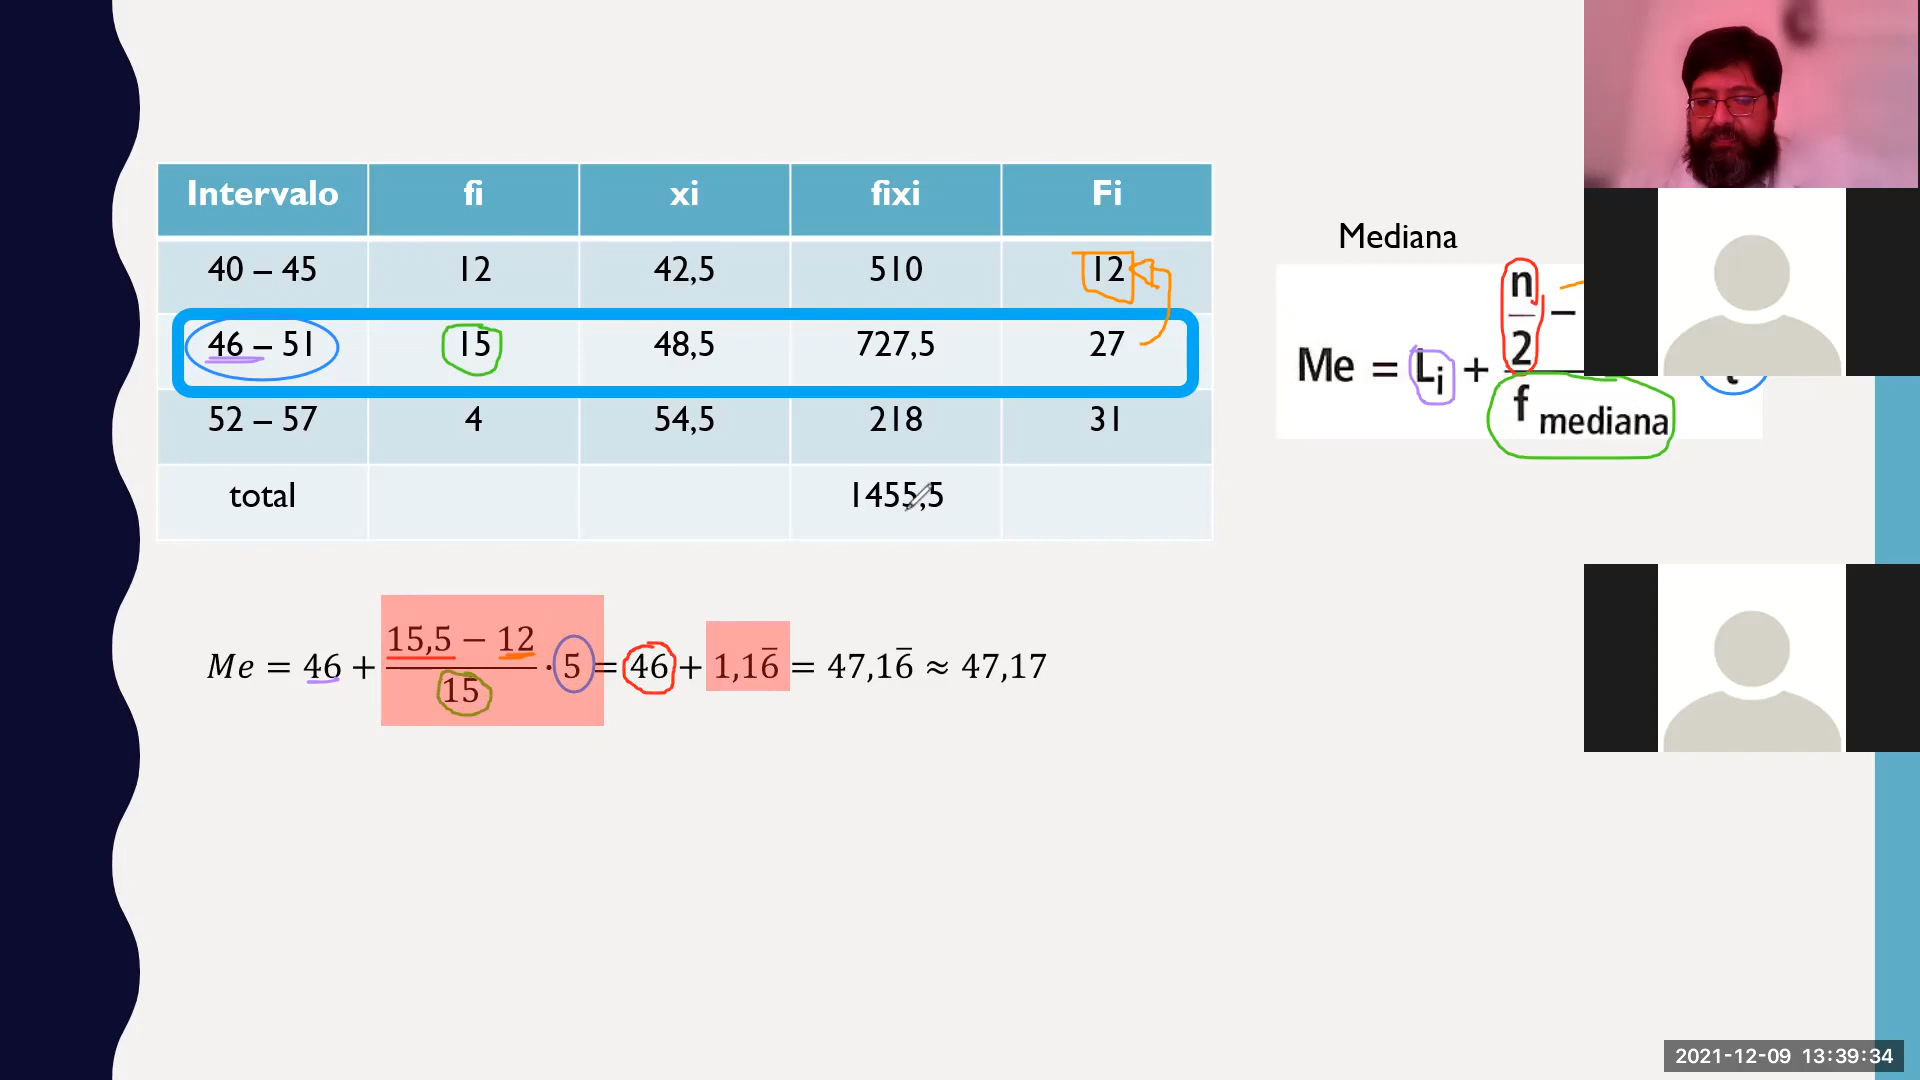 Intervalo fi xi fixi Fi
40 – 45 12 42,5 510 12
46 – 51 15 48,5 727,5 27
52 – 57 4 54,5 218 31
total 1455,5
Mediana
Me = Li + n/2 –
f mediana
Me = 46 + (15,5 − 12)/15 · 5 = 46 + 1,16̅ = 47,16̅ ≈ 47,17
2021-12-09 13:39:34